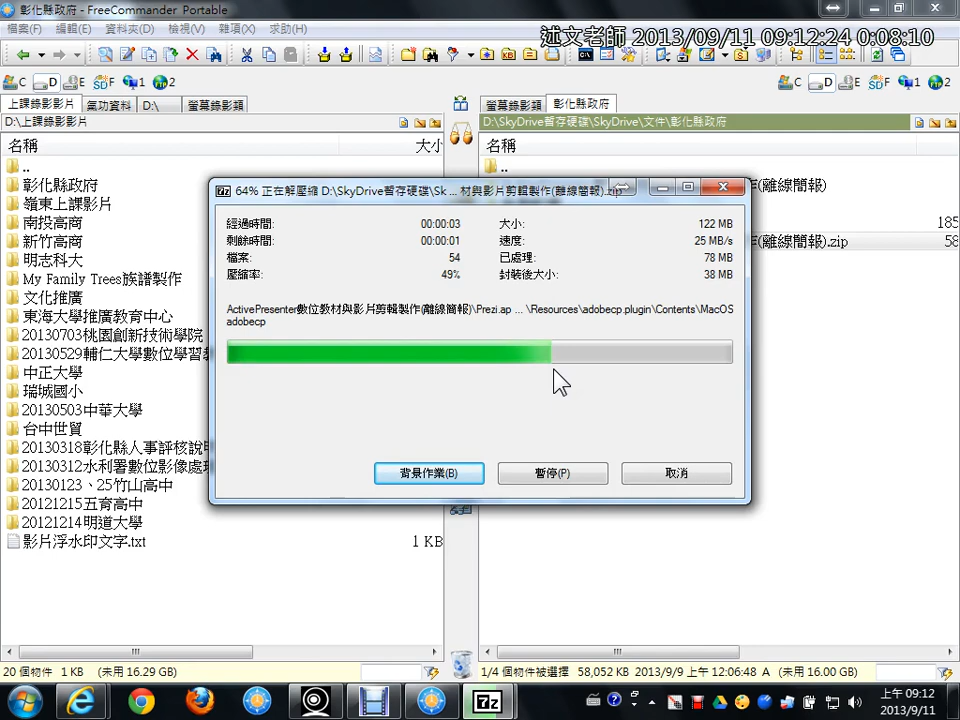 彰化縣政府 - FreeCommander Portable
檔案(F) 編輯(E) 資料夾(D) 檢視(V) 雜項(X) 求助(H)
述文老師 2013/09/11 09:12:24 0:08:10
C D E F 1 2
C D E F 1 2
上課錄影影片 氣功資料 D:\ 螢幕錄影類
螢幕錄影類 彰化縣政府
D:\上課錄影影片
D:\SkyDrive暫存硬碟\SkyDrive\文件\彰化縣政府
名稱 大小
名稱
..
彰化縣政府
嶺東上課影片
南投高商
新竹高商
明志科大
My Family Trees族譜製作
文化推廣
東海大學推廣教育中心
20130703桃園創新技術學院
20130529輔仁大學數位學習教
中正大學
瑞城國小
20130503中華大學
台中世貿
20130318彰化縣人事評核說明
20130312水利署數位影像處理
20130123、25竹山高中
20121215五育高中
20121214明道大學
影片浮水印文字.txt 1 KB
..
作(離線簡報)
185
作(離線簡報).zip 58
64% 正在解壓縮 D:\SkyDrive暫存硬碟\Sk ... 材與影片剪輯製作(離線簡報).zip
經過時間: 00:00:03 大小: 122 MB
剩餘時間: 00:00:01 速度: 25 MB/s
檔案: 54 已處理: 78 MB
壓縮率: 49% 封裝後大小: 38 MB
ActivePresenter數位教材與影片剪輯製作(離線簡報)\Prezi.ap ... \Resources\adobecp.plugin\Contents\MacOS
adobecp
背景作業(B) 暫停(P) 取消
20 個物件 1 KB (未用 16.29 GB)
1/4 個物件被選擇 58,052 KB 2013/9/9 上午 12:06:48 A (未用 16.00 GB)
上午 09:12
2013/9/11